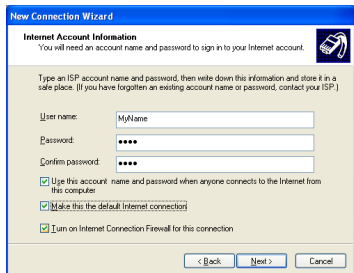 New Connection Wizard
Internet Account Information
You will need an account name and password to sign in to your Internet account.
Type an ISP account name and password, then write down this information and store it in a
safe place. (If you have forgotten an existing account name or password, contact your ISP.)
User name:
MyName
Password:
••••
Confirm password:
••••
Use this account name and password when anyone connects to the Internet from
this computer
Make this the default Internet connection
Turn on Internet Connection Firewall for this connection
< Back
Next >
Cancel